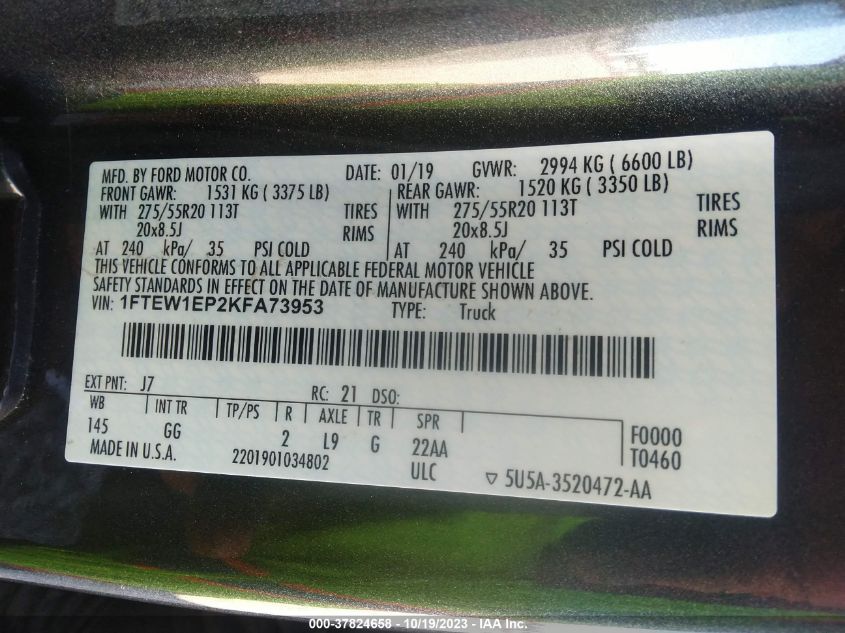 MFD. BY FORD MOTOR CO. DATE: 01/19 GVWR: 2994 KG ( 6600 LB)
FRONT GAWR: 1531 KG ( 3375 LB) REAR GAWR: 1520 KG ( 3350 LB)
WITH 275/55R20 113T TIRES WITH 275/55R20 113T TIRES
20x8.5J RIMS 20x8.5J RIMS
AT 240 kPa/ 35 PSI COLD AT 240 kPa/ 35 PSI COLD
THIS VEHICLE CONFORMS TO ALL APPLICABLE FEDERAL MOTOR VEHICLE
SAFETY STANDARDS IN EFFECT ON THE DATE OF MANUFACTURE SHOWN ABOVE.
VIN: 1FTEW1EP2KFA73953 TYPE: Truck
EXT PNT: J7 RC: 21 DSO:
WB INT TR TP/PS R AXLE TR SPR
145 GG 2 L9 G 22AA F0000
MADE IN U.S.A. 2201901034802 ULC T0460
▽ 5U5A-3520472-AA
000-37824658 - 10/19/2023 - IAA Inc.